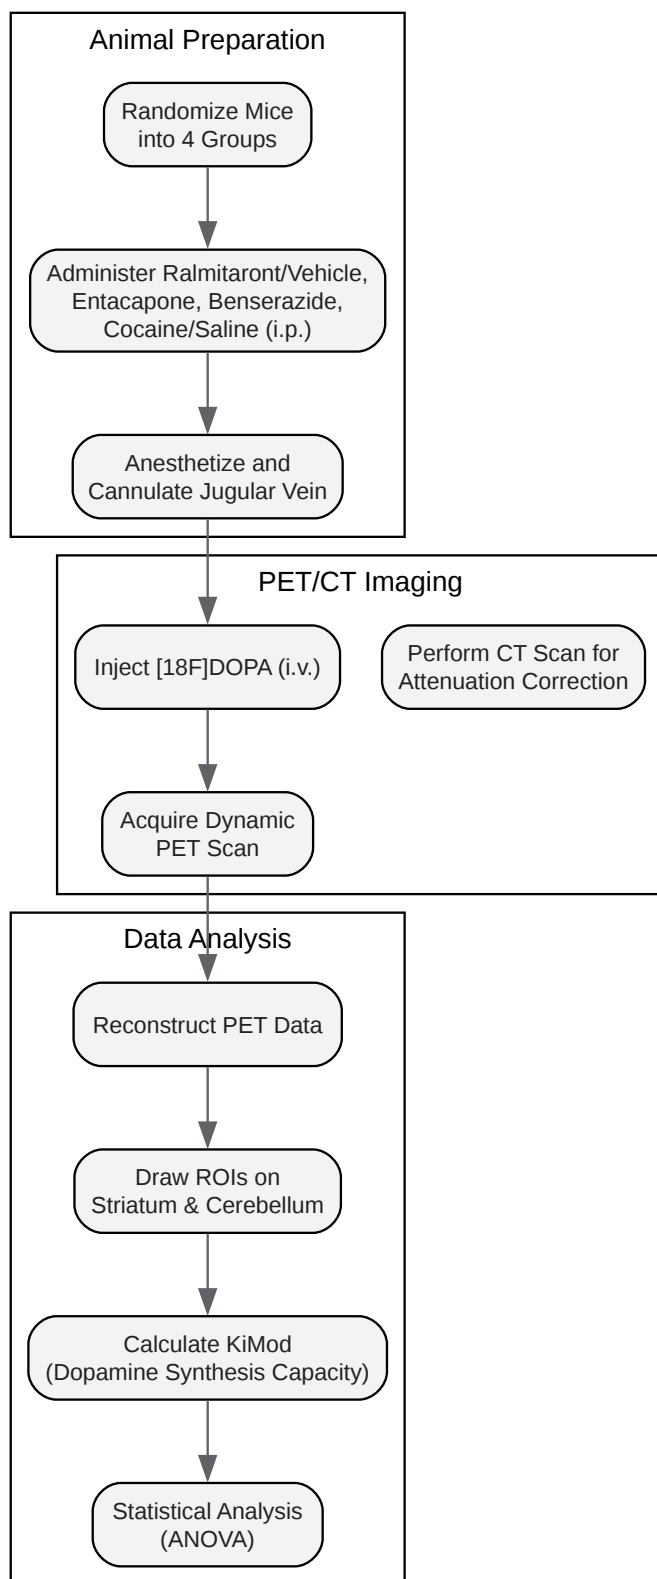 Animal Preparation
Randomize Mice
into 4 Groups
Administer Ralmitaront/Vehicle,
Entacapone, Benserazide,
Cocaine/Saline (i.p.)
Anesthetize and
Cannulate Jugular Vein
PET/CT Imaging
Inject [18F]DOPA (i.v.)
Perform CT Scan for
Attenuation Correction
Acquire Dynamic
PET Scan
Data Analysis
Reconstruct PET Data
Draw ROIs on
Striatum & Cerebellum
Calculate KiMod
(Dopamine Synthesis Capacity)
Statistical Analysis
(ANOVA)